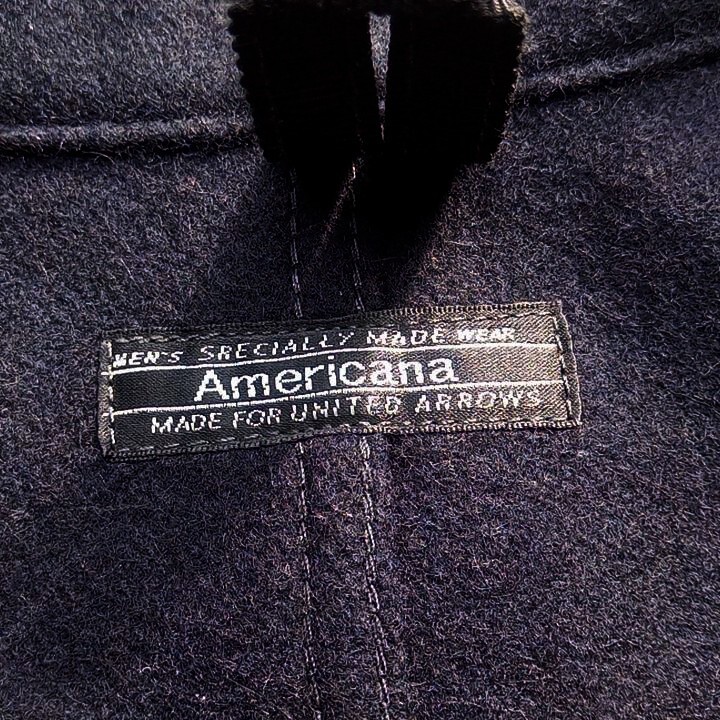 MEN'S SPECIALLY MADE WEAR
Americana
MADE FOR UNITED ARROWS